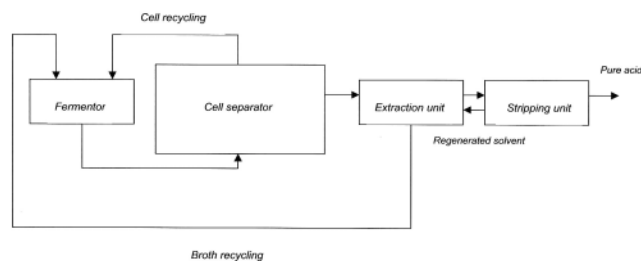 Cell recycling
Pure acid
Fermentor
Cell separator
Extraction unit
Stripping unit
Regenerated solvent
Broth recycling